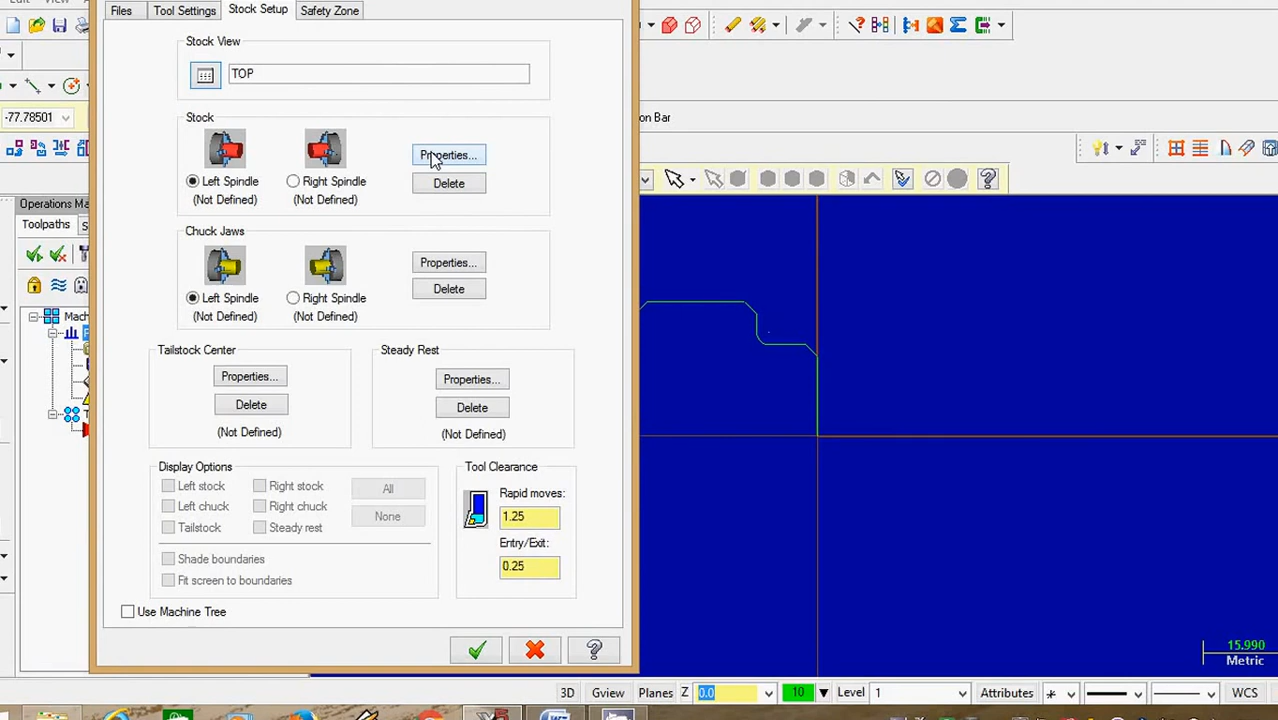 Edit
View
Files
Tool Settings
Stock Setup
Safety Zone
Stock View
TOP
-77.78501
on Bar
Stock
Properties...
Left Spindle
Right Spindle
Delete
(Not Defined)
(Not Defined)
Operations Ma
Toolpaths
Chuck Jaws
Properties...
Delete
Left Spindle
Right Spindle
(Not Defined)
(Not Defined)
Mach
Tailstock Center
Steady Rest
Properties...
Properties...
Delete
Delete
(Not Defined)
(Not Defined)
Display Options
Tool Clearance
Left stock
Right stock
All
Rapid moves:
Left chuck
Right chuck
None
1.25
Tailstock
Steady rest
Entry/Exit:
Shade boundaries
0.25
Fit screen to boundaries
Use Machine Tree
15.990
Metric
3D
Gview
Planes
Z
0.0
10
Level
1
Attributes
WCS